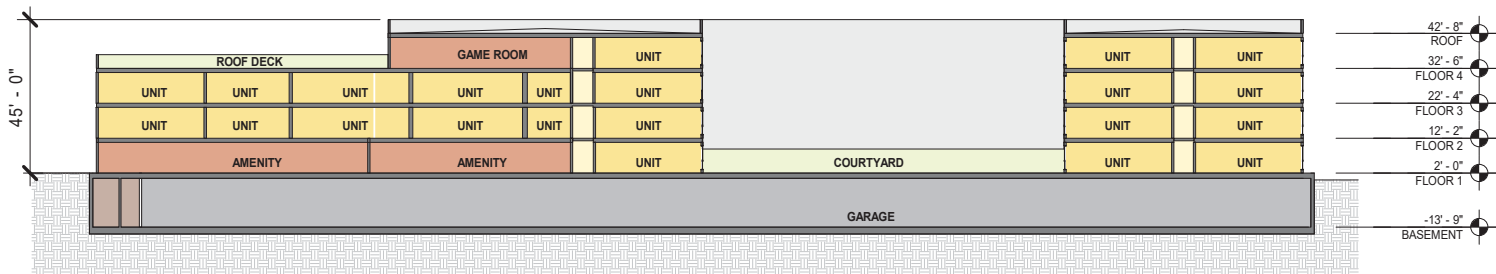 45' - 0"
42' - 8"
ROOF
ROOF DECK
GAME ROOM
UNIT
UNIT
UNIT
32' - 6"
FLOOR 4
UNIT
UNIT
UNIT
UNIT
UNIT
UNIT
UNIT
UNIT
22' - 4"
FLOOR 3
UNIT
UNIT
UNIT
UNIT
UNIT
UNIT
UNIT
UNIT
12' - 2"
FLOOR 2
AMENITY
AMENITY
UNIT
COURTYARD
UNIT
UNIT
2' - 0"
FLOOR 1
GARAGE
-13' - 9"
BASEMENT